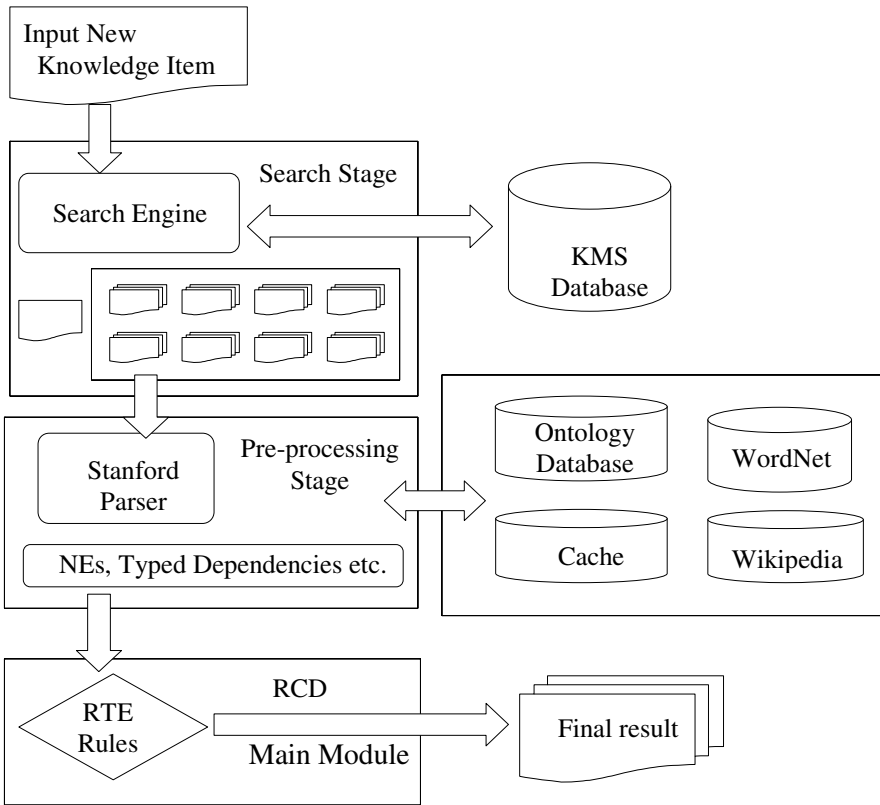 Input New
Knowledge Item
Search Stage
Search Engine
KMS
Database
Pre-processing
Stage
Stanford
Parser
NEs, Typed Dependencies etc.
Ontology
Database
WordNet
Cache
Wikipedia
RCD
RTE
Rules
Main Module
Final result